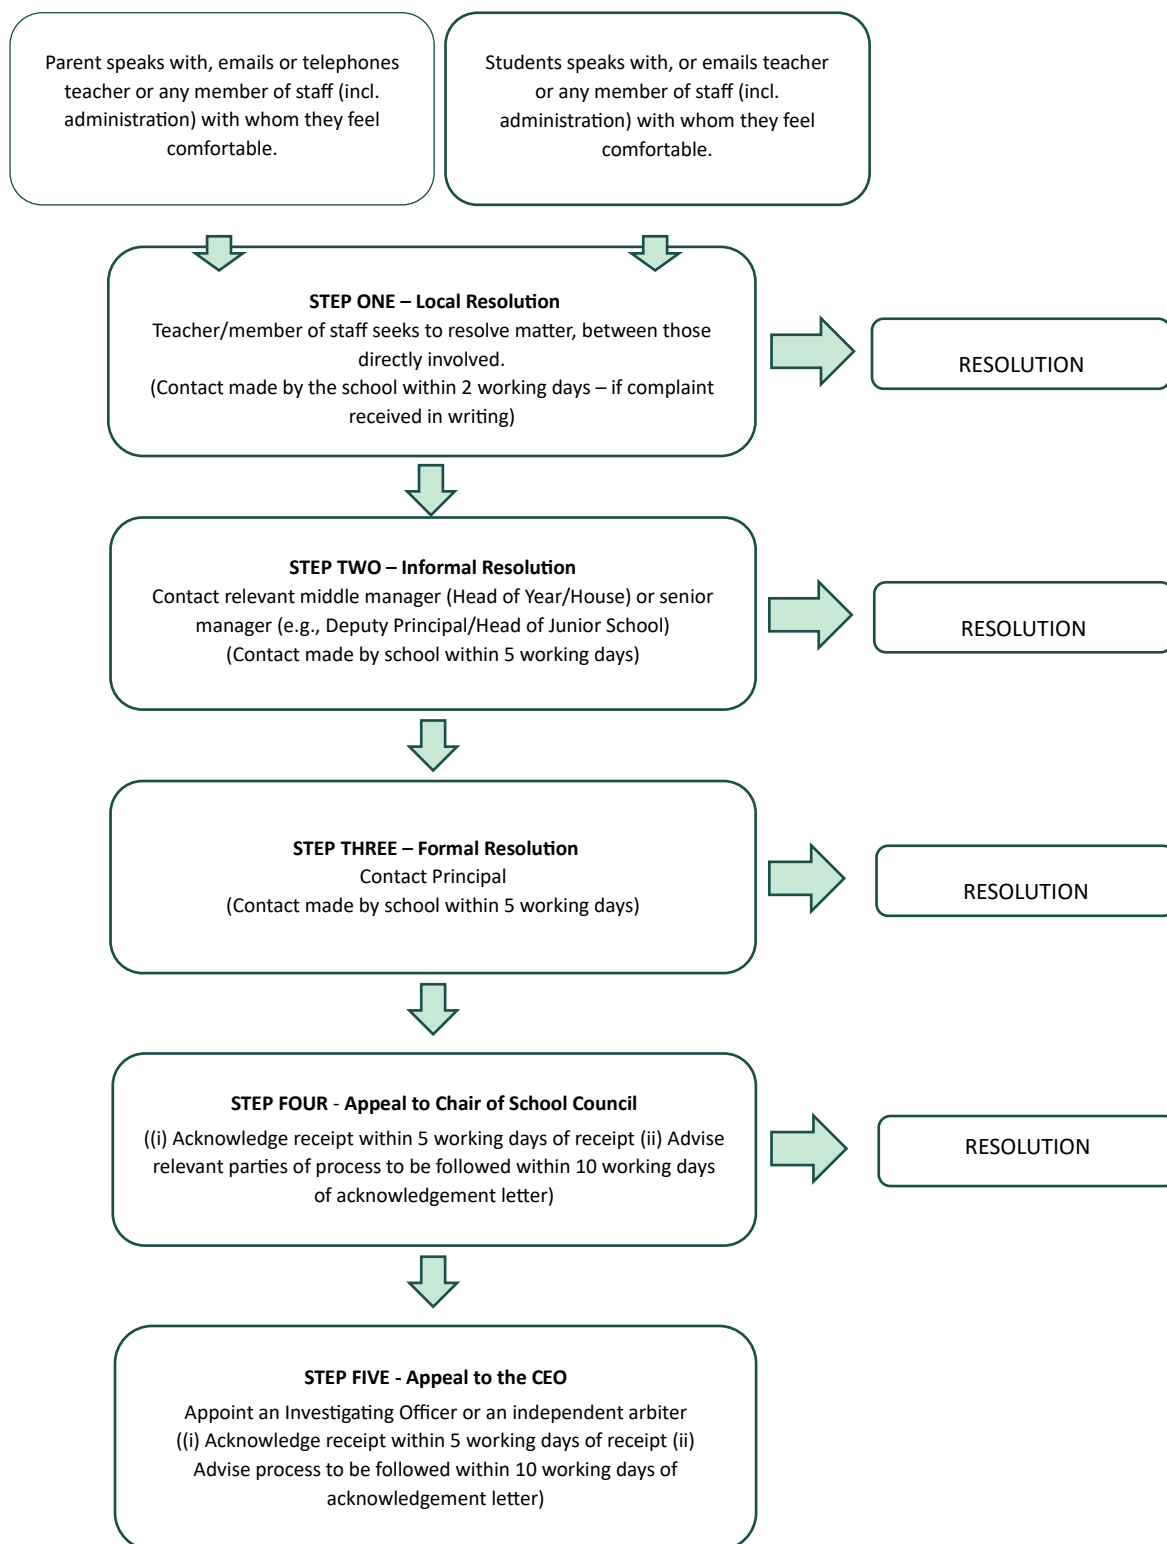 Parent speaks with, emails or telephones
teacher or any member of staff (incl.
administration) with whom they feel
comfortable.
Students speaks with, or emails teacher
or any member of staff (incl.
administration) with whom they feel
comfortable.
STEP ONE – Local Resolution
Teacher/member of staff seeks to resolve matter, between those
directly involved.
(Contact made by the school within 2 working days – if complaint
received in writing)
RESOLUTION
STEP TWO – Informal Resolution
Contact relevant middle manager (Head of Year/House) or senior
manager (e.g., Deputy Principal/Head of Junior School)
(Contact made by school within 5 working days)
RESOLUTION
STEP THREE – Formal Resolution
Contact Principal
(Contact made by school within 5 working days)
RESOLUTION
STEP FOUR - Appeal to Chair of School Council
((i) Acknowledge receipt within 5 working days of receipt (ii) Advise
relevant parties of process to be followed within 10 working days
of acknowledgement letter)
RESOLUTION
STEP FIVE - Appeal to the CEO
Appoint an Investigating Officer or an independent arbiter
((i) Acknowledge receipt within 5 working days of receipt (ii)
Advise process to be followed within 10 working days of
acknowledgement letter)